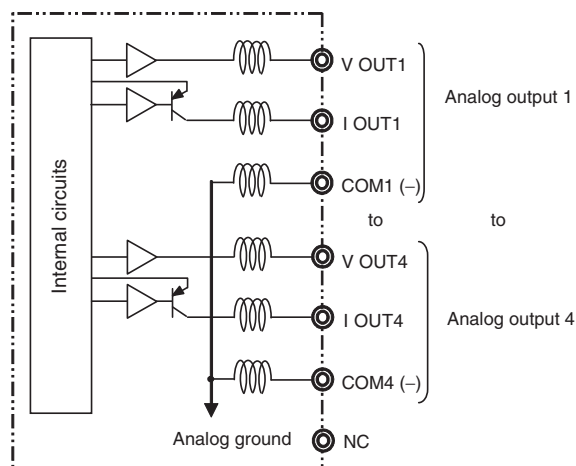 V OUT1
Analog output 1
I OUT1
COM1 (–)
Internal circuits
to
to
V OUT4
I OUT4
Analog output 4
COM4 (–)
Analog ground
NC